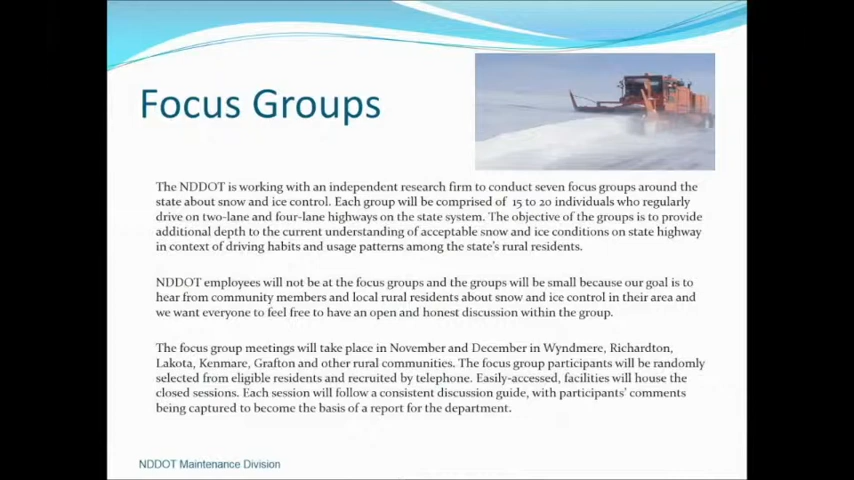 Focus Groups
The NDDOT is working with an independent research firm to conduct seven focus groups around the
state about snow and ice control. Each group will be comprised of 15 to 20 individuals who regularly
drive on two-lane and four-lane highways on the state system. The objective of the groups is to provide
additional depth to the current understanding of acceptable snow and ice conditions on state highway
in context of driving habits and usage patterns among the state's rural residents.
NDDOT employees will not be at the focus groups and the groups will be small because our goal is to
hear from community members and local rural residents about snow and ice control in their area and
we want everyone to feel free to have an open and honest discussion within the group.
The focus group meetings will take place in November and December in Wyndmere, Richardton,
Lakota, Kenmare, Grafton and other rural communities. The focus group participants will be randomly
selected from eligible residents and recruited by telephone. Easily-accessed, facilities will house the
closed sessions. Each session will follow a consistent discussion guide, with participants' comments
being captured to become the basis of a report for the department.
NDDOT Maintenance Division